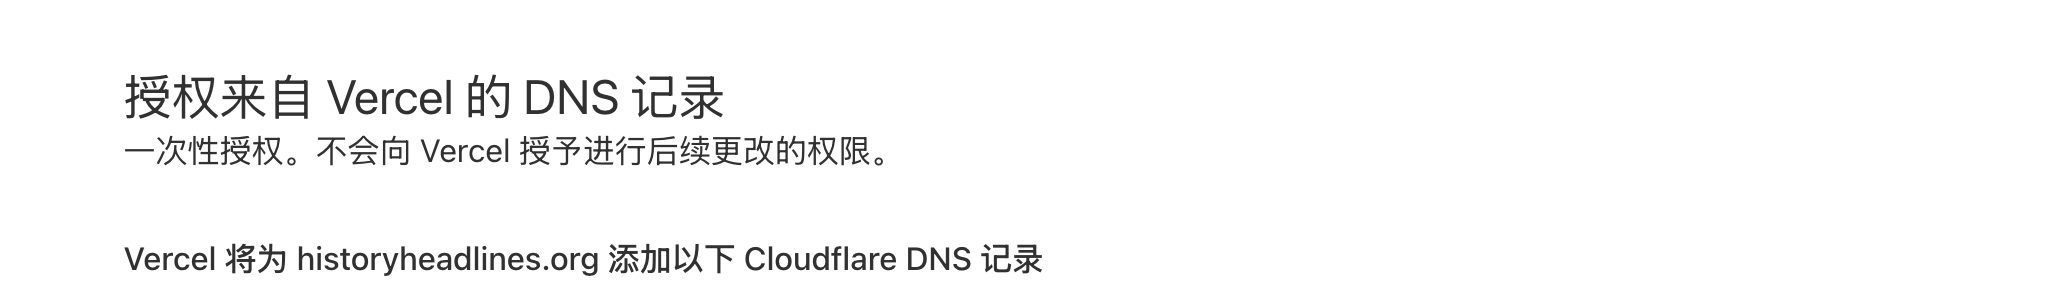 授权来自 Vercel 的 DNS 记录
一次性授权。不会向 Vercel 授予进行后续更改的权限。
Vercel 将为 historyheadlines.org 添加以下 Cloudflare DNS 记录